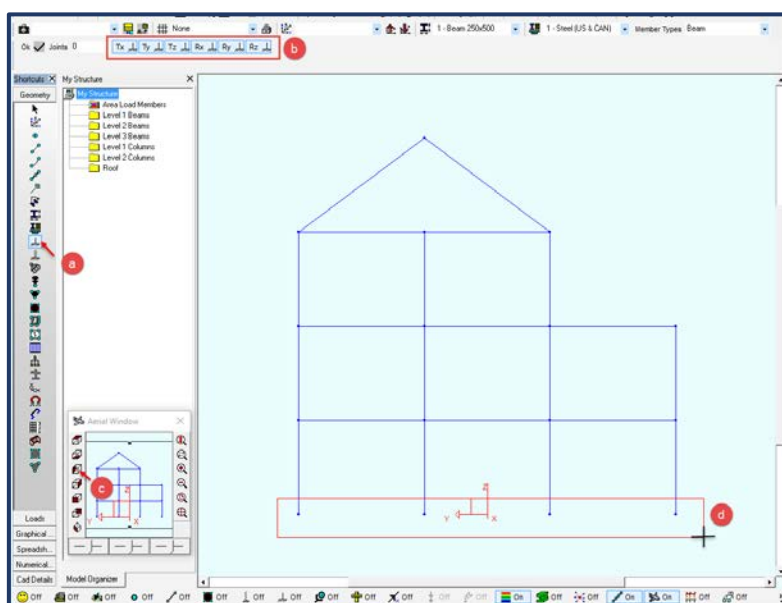 None 1 - Beam 250x500 1 - Steel (US & CAN) Member Types Beam
Ok Joints 0 Tx Ty Tz Rx Ry Rz b
Shortcuts My Structure
Geometry
My Structure
Area Load Members
Level 1 Beams
Level 2 Beams
Level 3 Beams
Level 1 Columns
Level 2 Columns
Roof
a
Aerial Window
c
Z
Y X
Z
Y X
d
Loads
Graphical...
Spreadsh...
Numerical...
Cad Details
Model Organizer
Off Off Off Off Off Off Off Off Off Off Off Off Off On Off Off On On Off Off